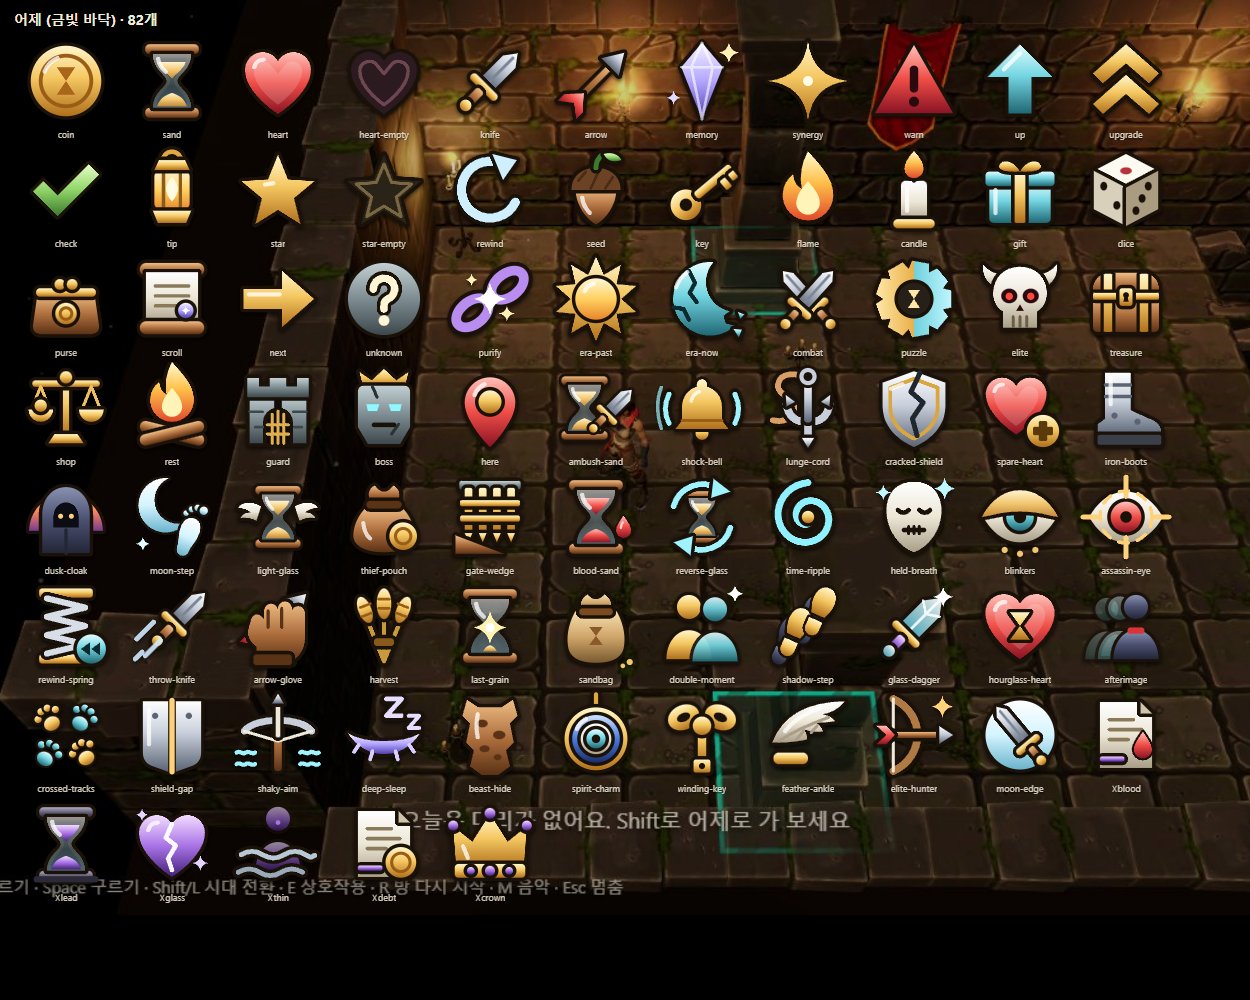 어제 (금빛 바닥) · 82개
coin sand heart heart-empty knife arrow memory synergy warn up upgrade
check tip star star-empty rewind seed key flame candle gift dice
purse scroll next unknown purify era-past era-now combat puzzle elite treasure
shop rest guard boss here ambush-sand shock-bell lunge-cord cracked-shield spare-heart iron-boots
dusk-cloak moon-step light-glass thief-pouch gate-wedge blood-sand reverse-glass time-ripple held-breath blinkers assassin-eye
rewind-spring throw-knife arrow-glove harvest last-grain sandbag double-moment shadow-step glass-dagger hourglass-heart afterimage
Z Z Z
crossed-tracks shield-gap shaky-aim deep-sleep beast-hide spirit-charm winding-key feather-ankle elite-hunter moon-edge Xblood
없어요. Shift로 어제로 가 보세요
르기 · Space 구르기 · Shift/L 시대 전환 · E 상호작용 · R 방 다시 시작 · M 음악 · Esc 멈춤
Xlead Xglass Xthin Xdebt Xcrown